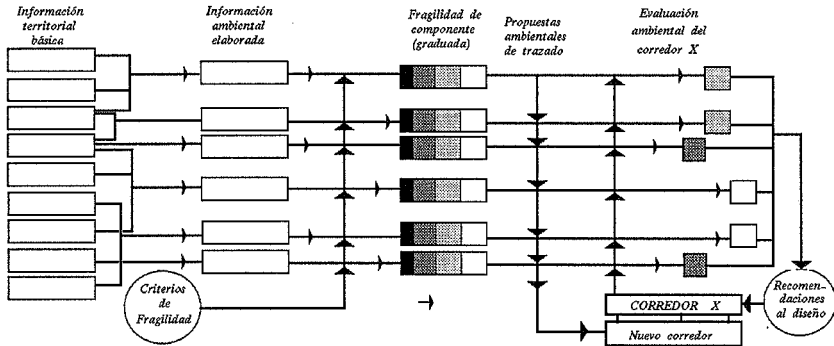 Información
territorial
básica
Información
ambiental
elaborada
Fragilidad de
componente
(graduada)
Propuestas
ambientales
de trazado
Evaluación
ambiental del
corredor X
Criterios
de
Fragilidad
CORREDOR X
Nuevo corredor
Recomen-
daciones
al diseño